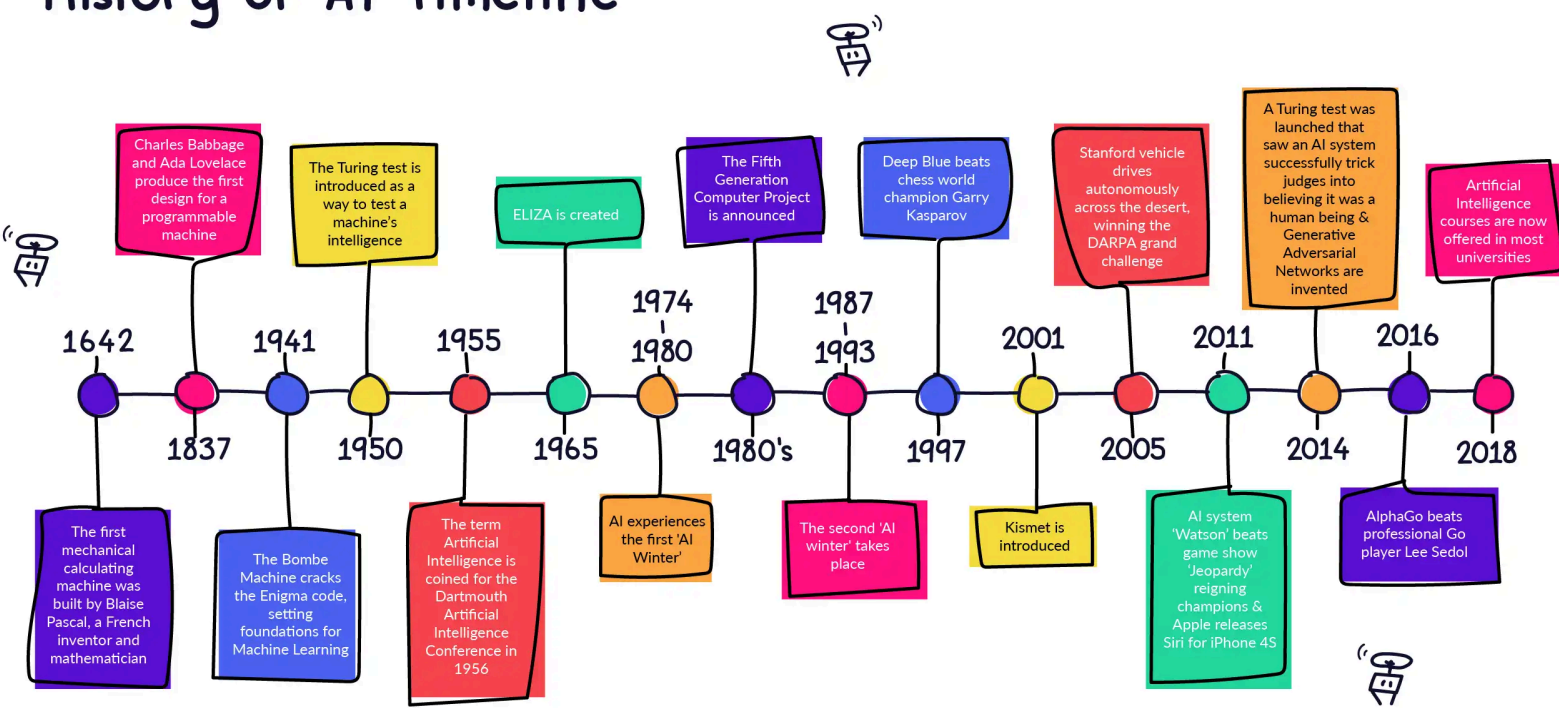 History of AI Timeline
1642
The first
mechanical
calculating
machine was
built by Blaise
Pascal, a French
inventor and
mathematician
Charles Babbage
and Ada Lovelace
produce the first
design for a
programmable
machine
1837
1941
The Bombe
Machine cracks
the Enigma code,
setting
foundations for
Machine Learning
The Turing test is
introduced as a
way to test a
machine's
intelligence
1950
1955
The term
Artificial
Intelligence is
coined for the
Dartmouth
Artificial
Intelligence
Conference in
1956
ELIZA is created
1965
1974
-
1980
AI experiences
the first 'AI
Winter'
The Fifth
Generation
Computer Project
is announced
1980's
1987
-
1993
The second 'AI
winter' takes
place
Deep Blue beats
chess world
champion Garry
Kasparov
1997
2001
Kismet is
introduced
Stanford vehicle
drives
autonomously
across the desert,
winning the
DARPA grand
challenge
2005
2011
AI system
'Watson' beats
game show
'Jeopardy'
reigning
champions &
Apple releases
Siri for iPhone 4S
A Turing test was
launched that
saw an AI system
successfully trick
judges into
believing it was a
human being &
Generative
Adversarial
Networks are
invented
2014
2016
AlphaGo beats
professional Go
player Lee Sedol
Artificial
Intelligence
courses are now
offered in most
universities
2018